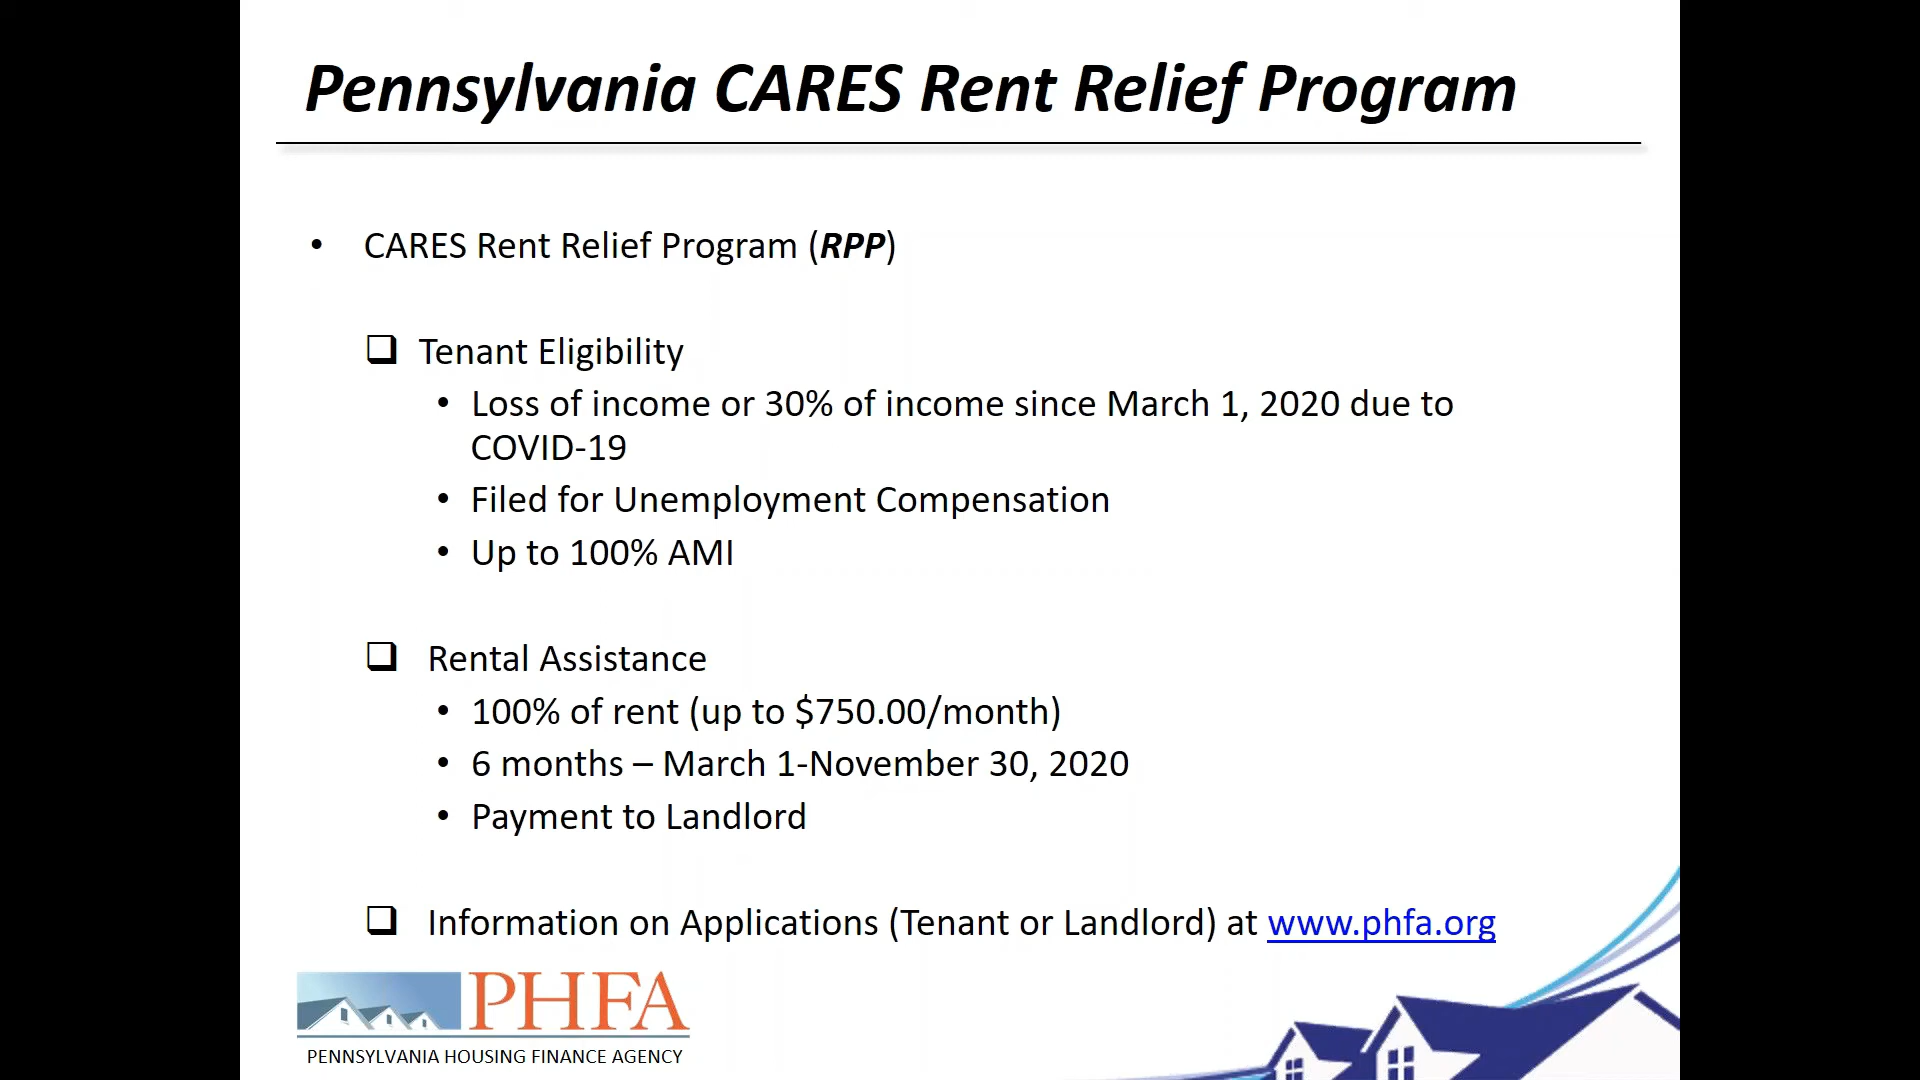 Pennsylvania CARES Rent Relief Program
• CARES Rent Relief Program (RPP)
❑ Tenant Eligibility
• Loss of income or 30% of income since March 1, 2020 due to
COVID-19
• Filed for Unemployment Compensation
• Up to 100% AMI
❑ Rental Assistance
• 100% of rent (up to $750.00/month)
• 6 months – March 1-November 30, 2020
• Payment to Landlord
❑ Information on Applications (Tenant or Landlord) at www.phfa.org
PHFA
PENNSYLVANIA HOUSING FINANCE AGENCY